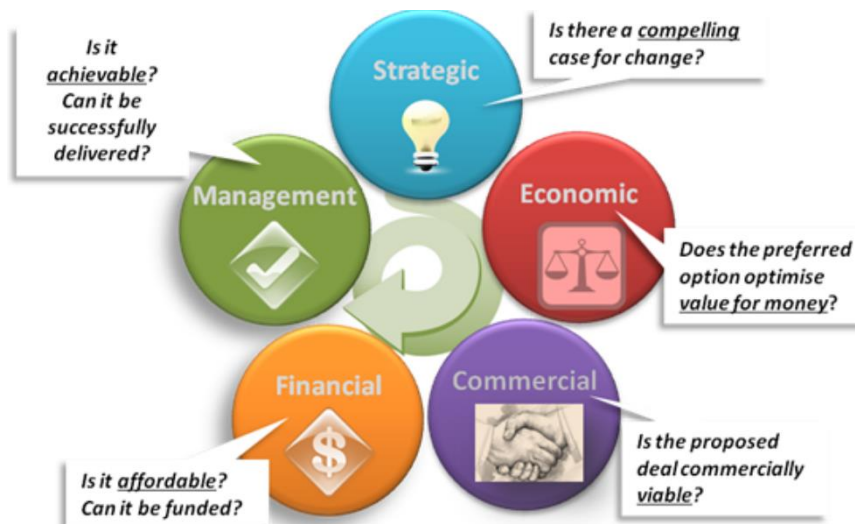 Strategic
Is there a compelling
case for change?
Economic
Does the preferred
option optimise
value for money?
Commercial
Is the proposed
deal commercially
viable?
Financial
$
Is it affordable?
Can it be funded?
Management
Is it
achievable?
Can it be
successfully
delivered?